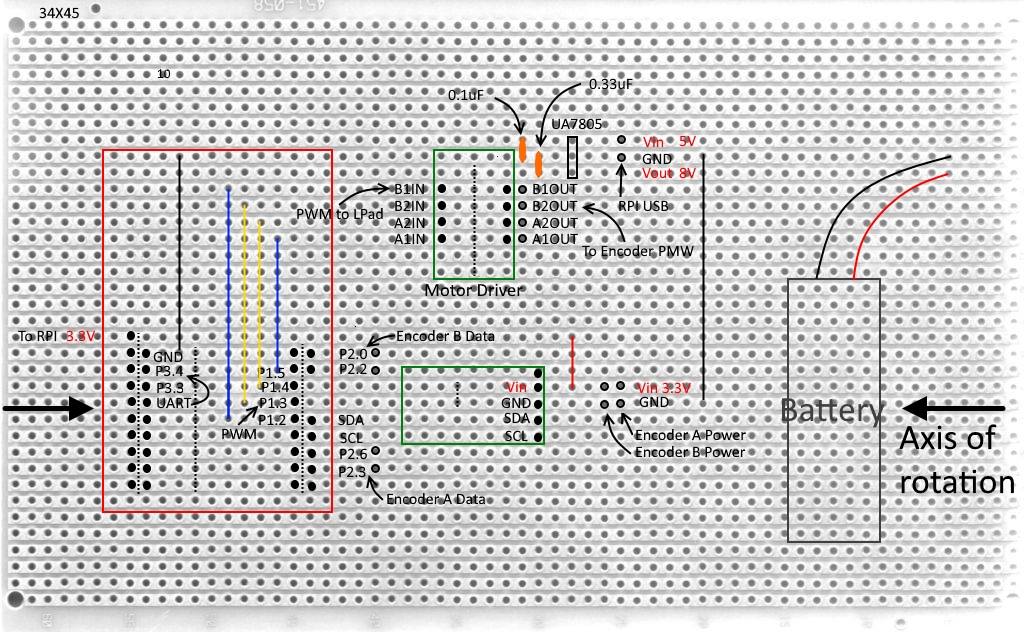 34X45
451-058
10
0.33uF
0.1uF
UA7805
Vin 5V
GND
Vout 8V
RPI USB
B1IN
B2IN
A2IN
A1IN
PWM to LPad
B1OUT
B2OUT
A2OUT
A1OUT
To Encoder PMW
Motor Driver
To RPI 3.3V
GND
P3.4
P3.3
UART
P1.5
P1.4
P1.3
P1.2
PWM
Encoder B Data
P2.0
P2.2
SDA
SCL
P2.6
P2.3
Encoder A Data
Vin
GND
SDA
SCL
Vin 3.3V
GND
Encoder A Power
Encoder B Power
Battery
Axis of
rotation